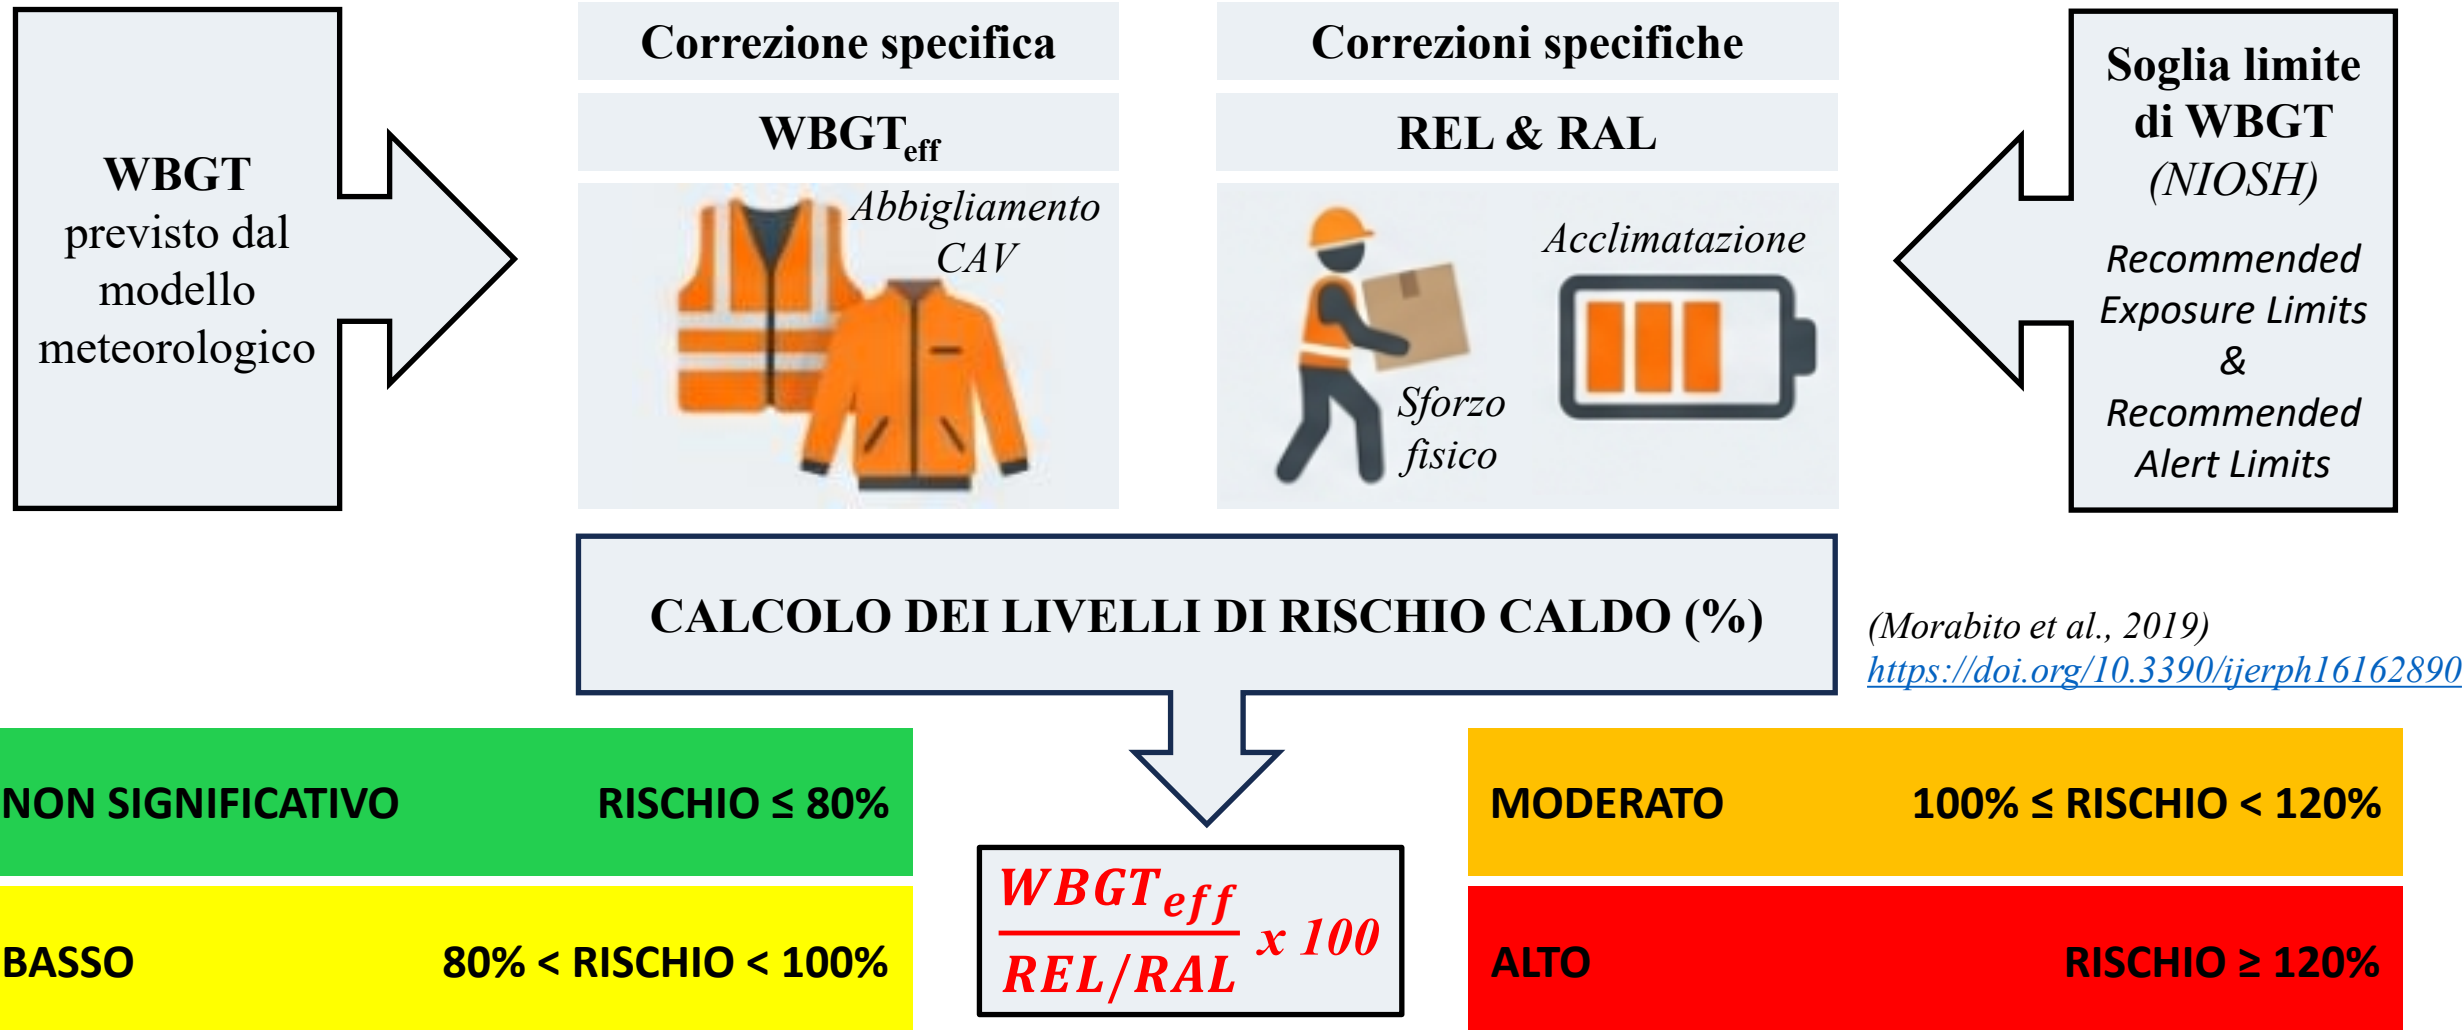 WBGT
previsto dal
modello
meteorologico
Correzione specifica
WBGTeff
Abbigliamento
CAV
Correzioni specifiche
REL & RAL
Acclimatazione
Sforzo
fisico
Soglia limite
di WBGT
(NIOSH)
Recommended
Exposure Limits
&
Recommended
Alert Limits
CALCOLO DEI LIVELLI DI RISCHIO CALDO (%)
(Morabito et al., 2019)
https://doi.org/10.3390/ijerph16162890
NON SIGNIFICATIVO RISCHIO ≤ 80%
BASSO 80% < RISCHIO < 100%
WBGTeff
REL/RAL
x 100
MODERATO 100% ≤ RISCHIO < 120%
ALTO RISCHIO ≥ 120%